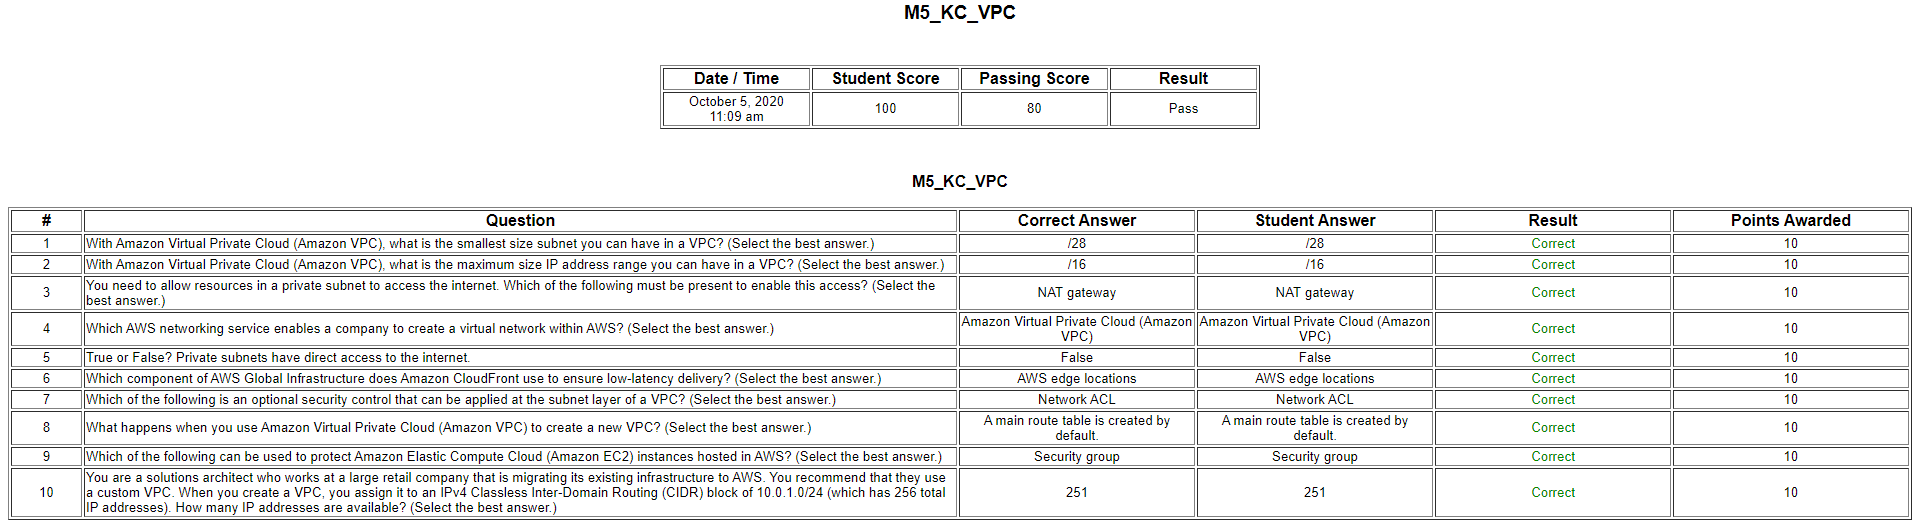 M5_KC_VPC
Date / Time Student Score Passing Score Result
October 5, 2020
11:09 am 100 80 Pass
M5_KC_VPC
# Question Correct Answer Student Answer Result Points Awarded
1 With Amazon Virtual Private Cloud (Amazon VPC), what is the smallest size subnet you can have in a VPC? (Select the best answer.) /28 /28 Correct 10
2 With Amazon Virtual Private Cloud (Amazon VPC), what is the maximum size IP address range you can have in a VPC? (Select the best answer.) /16 /16 Correct 10
3 You need to allow resources in a private subnet to access the internet. Which of the following must be present to enable this access? (Select the
best answer.) NAT gateway NAT gateway Correct 10
4 Which AWS networking service enables a company to create a virtual network within AWS? (Select the best answer.) Amazon Virtual Private Cloud (Amazon
VPC) Amazon Virtual Private Cloud (Amazon
VPC) Correct 10
5 True or False? Private subnets have direct access to the internet. False False Correct 10
6 Which component of AWS Global Infrastructure does Amazon CloudFront use to ensure low-latency delivery? (Select the best answer.) AWS edge locations AWS edge locations Correct 10
7 Which of the following is an optional security control that can be applied at the subnet layer of a VPC? (Select the best answer.) Network ACL Network ACL Correct 10
8 What happens when you use Amazon Virtual Private Cloud (Amazon VPC) to create a new VPC? (Select the best answer.) A main route table is created by
default. A main route table is created by
default. Correct 10
9 Which of the following can be used to protect Amazon Elastic Compute Cloud (Amazon EC2) instances hosted in AWS? (Select the best answer.) Security group Security group Correct 10
10 You are a solutions architect who works at a large retail company that is migrating its existing infrastructure to AWS. You recommend that they use
a custom VPC. When you create a VPC, you assign it to an IPv4 Classless Inter-Domain Routing (CIDR) block of 10.0.1.0/24 (which has 256 total
IP addresses). How many IP addresses are available? (Select the best answer.) 251 251 Correct 10